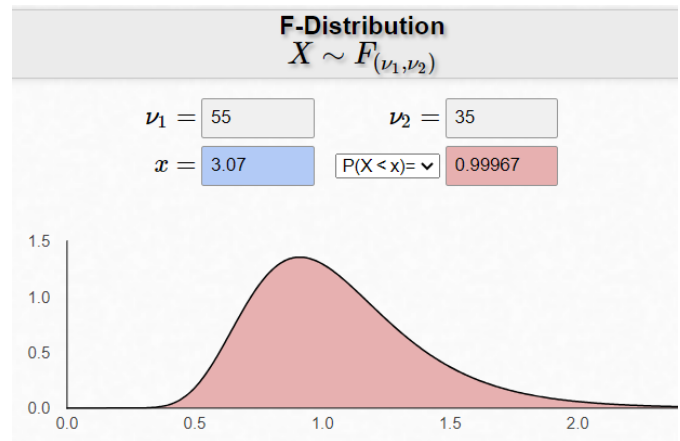 F-Distribution
X ∼ F(ν₁,ν₂)
ν₁ = 55 ν₂ = 35
x = 3.07 P(X < x)= 0.99967
1.5
1.0
0.5
0.0
0.0 0.5 1.0 1.5 2.0